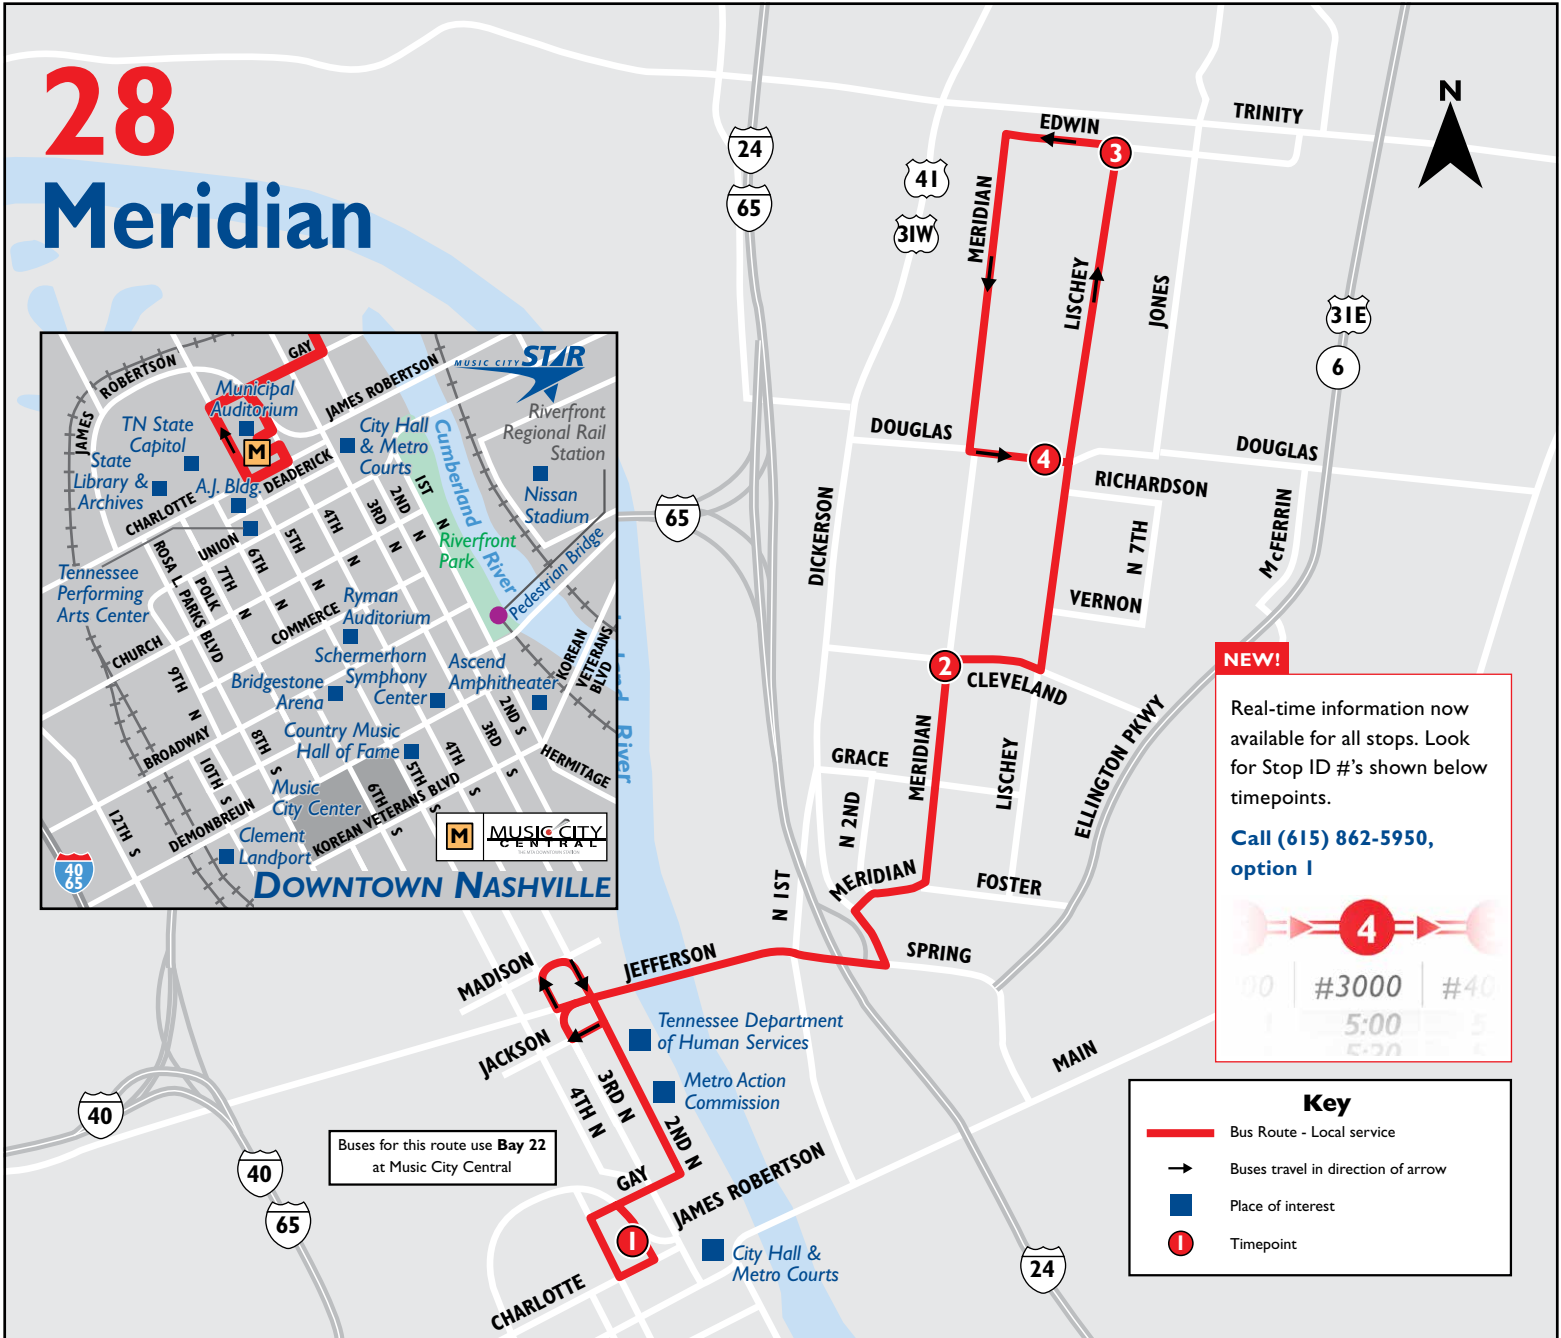 28
Meridian
N
TRINITY
EDWIN
3
24
65
41
31W
MERIDIAN
LISCHEY
JONES
31E
6
DOUGLAS
4
DOUGLAS
RICHARDSON
65
DICKERSON
N 7TH
McFERRIN
VERNON
2
CLEVELAND
GRACE
MERIDIAN
LISCHEY
ELLINGTON PKWY
N 2ND
MERIDIAN
FOSTER
N 1ST
SPRING
JEFFERSON
MADISON
JACKSON
Tennessee Department
of Human Services
Metro Action
Commission
3RD N
4TH N
2ND N
MAIN
40
40
65
Buses for this route use Bay 22
at Music City Central
GAY
JAMES ROBERTSON
1
City Hall &
Metro Courts
CHARLOTTE
24
River
GAY
ROBERTSON
JAMES
JAMES ROBERTSON
MUSIC CITY STAR
Municipal
Auditorium
TN State
Capitol
State
Library &
Archives
A.J. Bldg.
M
City Hall
& Metro
Courts
Cumberland River
Riverfront
Regional Rail
Station
Nissan
Stadium
DEADERICK
CHARLOTTE
1ST N
2ND N
3RD N
4TH N
5TH N
6TH N
7TH N
UNION
POLK
ROSA L. PARKS BLVD
Riverfront
Park
Pedestrian Bridge
Tennessee
Performing
Arts Center
Ryman
Auditorium
COMMERCE
CHURCH
Schermerhorn
Symphony
Center
Ascend
Amphitheater
KOREAN
VETERANS
BLVD
Bridgestone
Arena
9TH N
BROADWAY
8TH S
Country Music
Hall of Fame
2ND S
3RD S
4TH S
5TH S
6TH S
HERMITAGE
10TH S
Music
City Center
KOREAN VETERANS BLVD
12TH S
DEMONBREUN
Clement
Landport
40
65
M
MUSIC CITY
CENTRAL
DOWNTOWN NASHVILLE
NEW!
Real-time information now
available for all stops. Look
for Stop ID #'s shown below
timepoints.
Call (615) 862-5950,
option 1
4
#3000
5:00
Key
Bus Route - Local service
Buses travel in direction of arrow
Place of interest
1
Timepoint